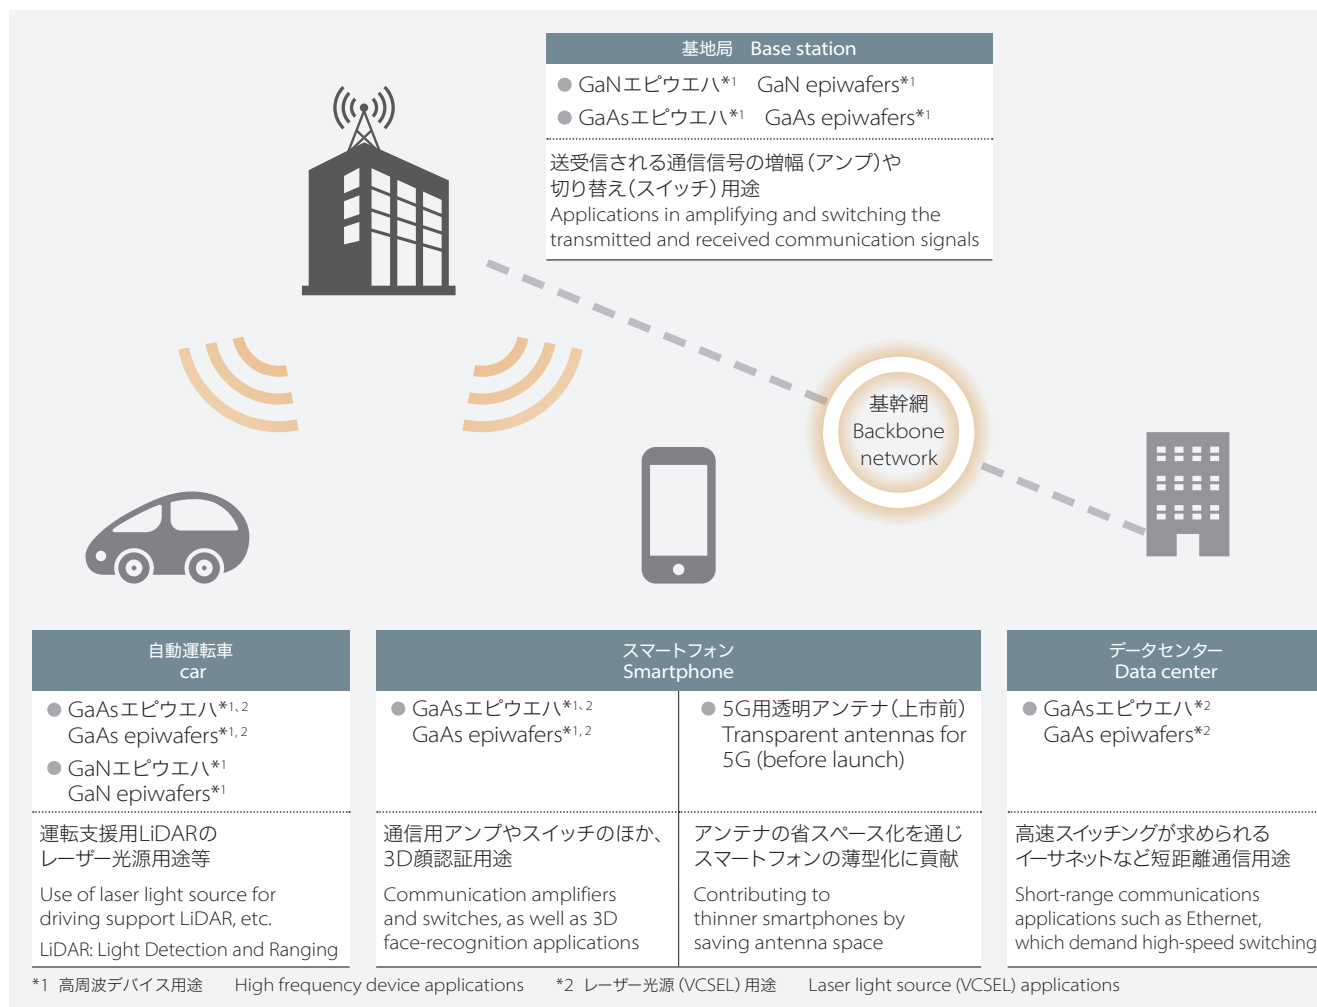 基地局 Base station
● GaNエピウエハ*1 GaN epiwafers*1
● GaAsエピウエハ*1 GaAs epiwafers*1
送受信される通信信号の増幅(アンプ)や
切り替え(スイッチ)用途
Applications in amplifying and switching the
transmitted and received communication signals
基幹網
Backbone
network
自動運転車
car
● GaAsエピウエハ*1、2
GaAs epiwafers*1, 2
● GaNエピウエハ*1
GaN epiwafers*1
運転支援用LiDARの
レーザー光源用途等
Use of laser light source for
driving support LiDAR, etc.
LiDAR: Light Detection and Ranging
スマートフォン
Smartphone
● GaAsエピウエハ*1、2
GaAs epiwafers*1, 2
通信用アンプやスイッチのほか、
3D顔認証用途
Communication amplifiers
and switches, as well as 3D
face-recognition applications
● 5G用透明アンテナ(上市前)
Transparent antennas for
5G (before launch)
アンテナの省スペース化を通じ
スマートフォンの薄型化に貢献
Contributing to
thinner smartphones by
saving antenna space
データセンター
Data center
● GaAsエピウエハ*2
GaAs epiwafers*2
高速スイッチングが求められる
イーサネットなど短距離通信用途
Short-range communications
applications such as Ethernet,
which demand high-speed switching
*1 高周波デバイス用途 High frequency device applications *2 レーザー光源(VCSEL)用途 Laser light source (VCSEL) applications